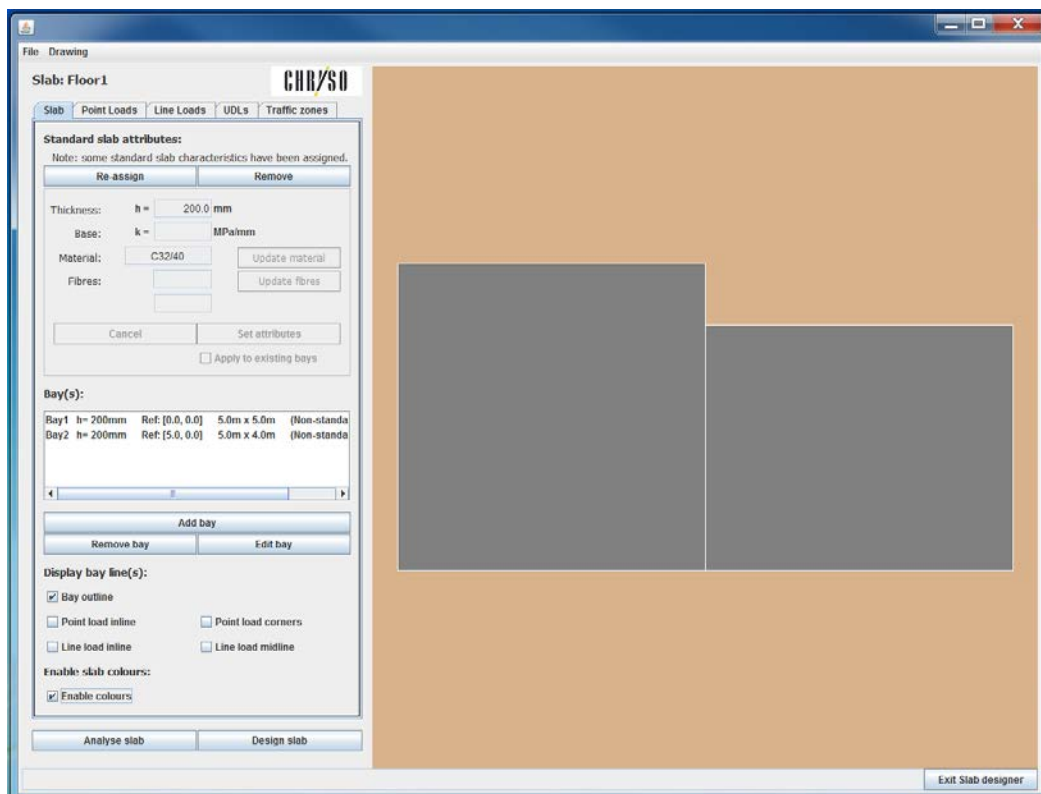 File Drawing
Slab: Floor1
CHRYSO
Slab Point Loads Line Loads UDLs Traffic zones
Standard slab attributes:
Note: some standard slab characteristics have been assigned.
Re-assign Remove
Thickness: h = 200.0 mm
Base: k = MPa/mm
Material: C32/40 Update material
Fibres: Update fibres
Cancel Set attributes
Apply to existing bays
Bay(s):
Bay1 h= 200mm Ref: [0.0, 0.0] 5.0m x 5.0m (Non-standa
Bay2 h= 200mm Ref: [5.0, 0.0] 5.0m x 4.0m (Non-standa
Add bay
Remove bay Edit bay
Display bay line(s):
Bay outline
Point load inline Point load corners
Line load inline Line load midline
Enable slab colours:
Enable colours
Analyse slab Design slab
Exit Slab designer